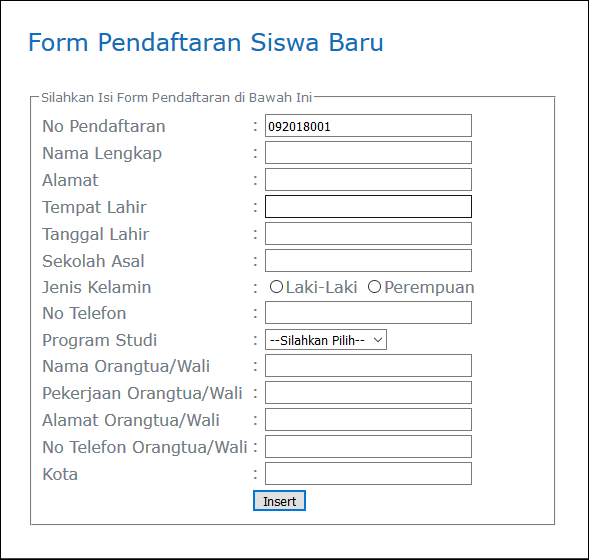 Form Pendaftaran Siswa Baru
Silahkan Isi Form Pendaftaran di Bawah Ini
No Pendaftaran : 092018001
Nama Lengkap :
Alamat :
Tempat Lahir :
Tanggal Lahir :
Sekolah Asal :
Jenis Kelamin : Laki-Laki Perempuan
No Telefon :
Program Studi : --Silahkan Pilih--
Nama Orangtua/Wali :
Pekerjaan Orangtua/Wali :
Alamat Orangtua/Wali :
No Telefon Orangtua/Wali :
Kota :
Insert